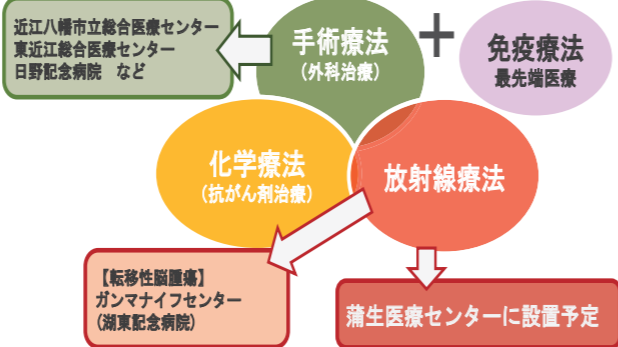 近江八幡市立総合医療センター
東近江総合医療センター
日野記念病院　など
手術療法
(外科治療)
+
免疫療法
最先端医療
化学療法
(抗がん剤治療)
放射線療法
【転移性脳腫瘍】
ガンマナイフセンター
(湖東記念病院)
蒲生医療センターに設置予定